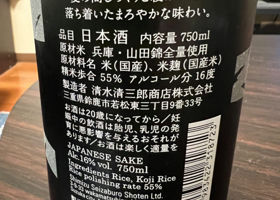 落ち着いたまろやかな味わい。
品目 日本酒 内容量 750ml
原材米 兵庫・山田錦全量使用
原材料名 米(国産)、米麹(国産米)
精米歩合 55% アルコール分 16度
製造者 清水清三郎商店株式会社
三重県鈴鹿市若松東三丁目9番33号
お酒は20歳になってから/妊
娠中の飲酒は胎児、乳児の発
育に悪影響を与えるおそれが
あります/お酒は楽しく適量を
JAPANESE SAKE
Alc.16% vol. 750ml
Ingredients Rice, Koji Rice
Rice polishing rate 55%
Shimizu Seizaburo Shoten Ltd.